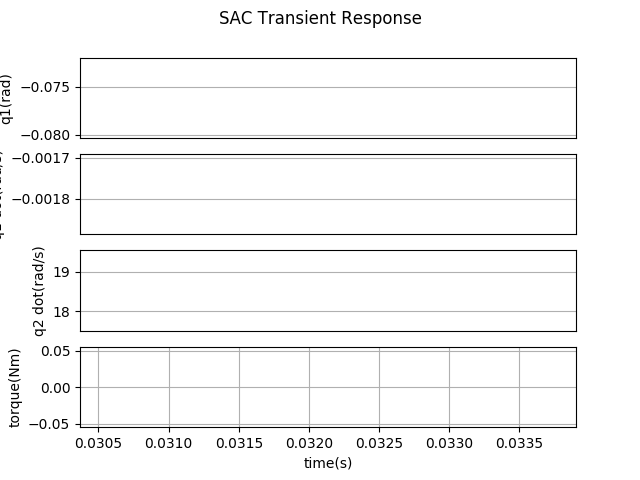 SAC Transient Response
q1(rad)
−0.075
−0.080
−0.0017
−0.0018
q2 dot(rad/s)
19
18
torque(Nm)
0.05
0.00
−0.05
0.0305 0.0310 0.0315 0.0320 0.0325 0.0330 0.0335
time(s)